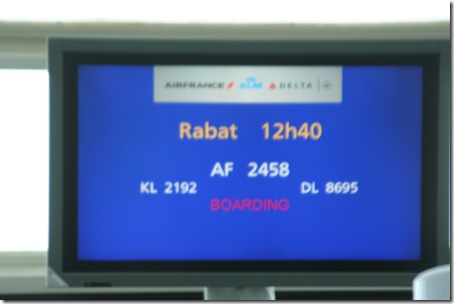 AIRFRANCE KLM DELTA
Rabat 12h40
AF 2458
KL 2192 DL 8695
BOARDING